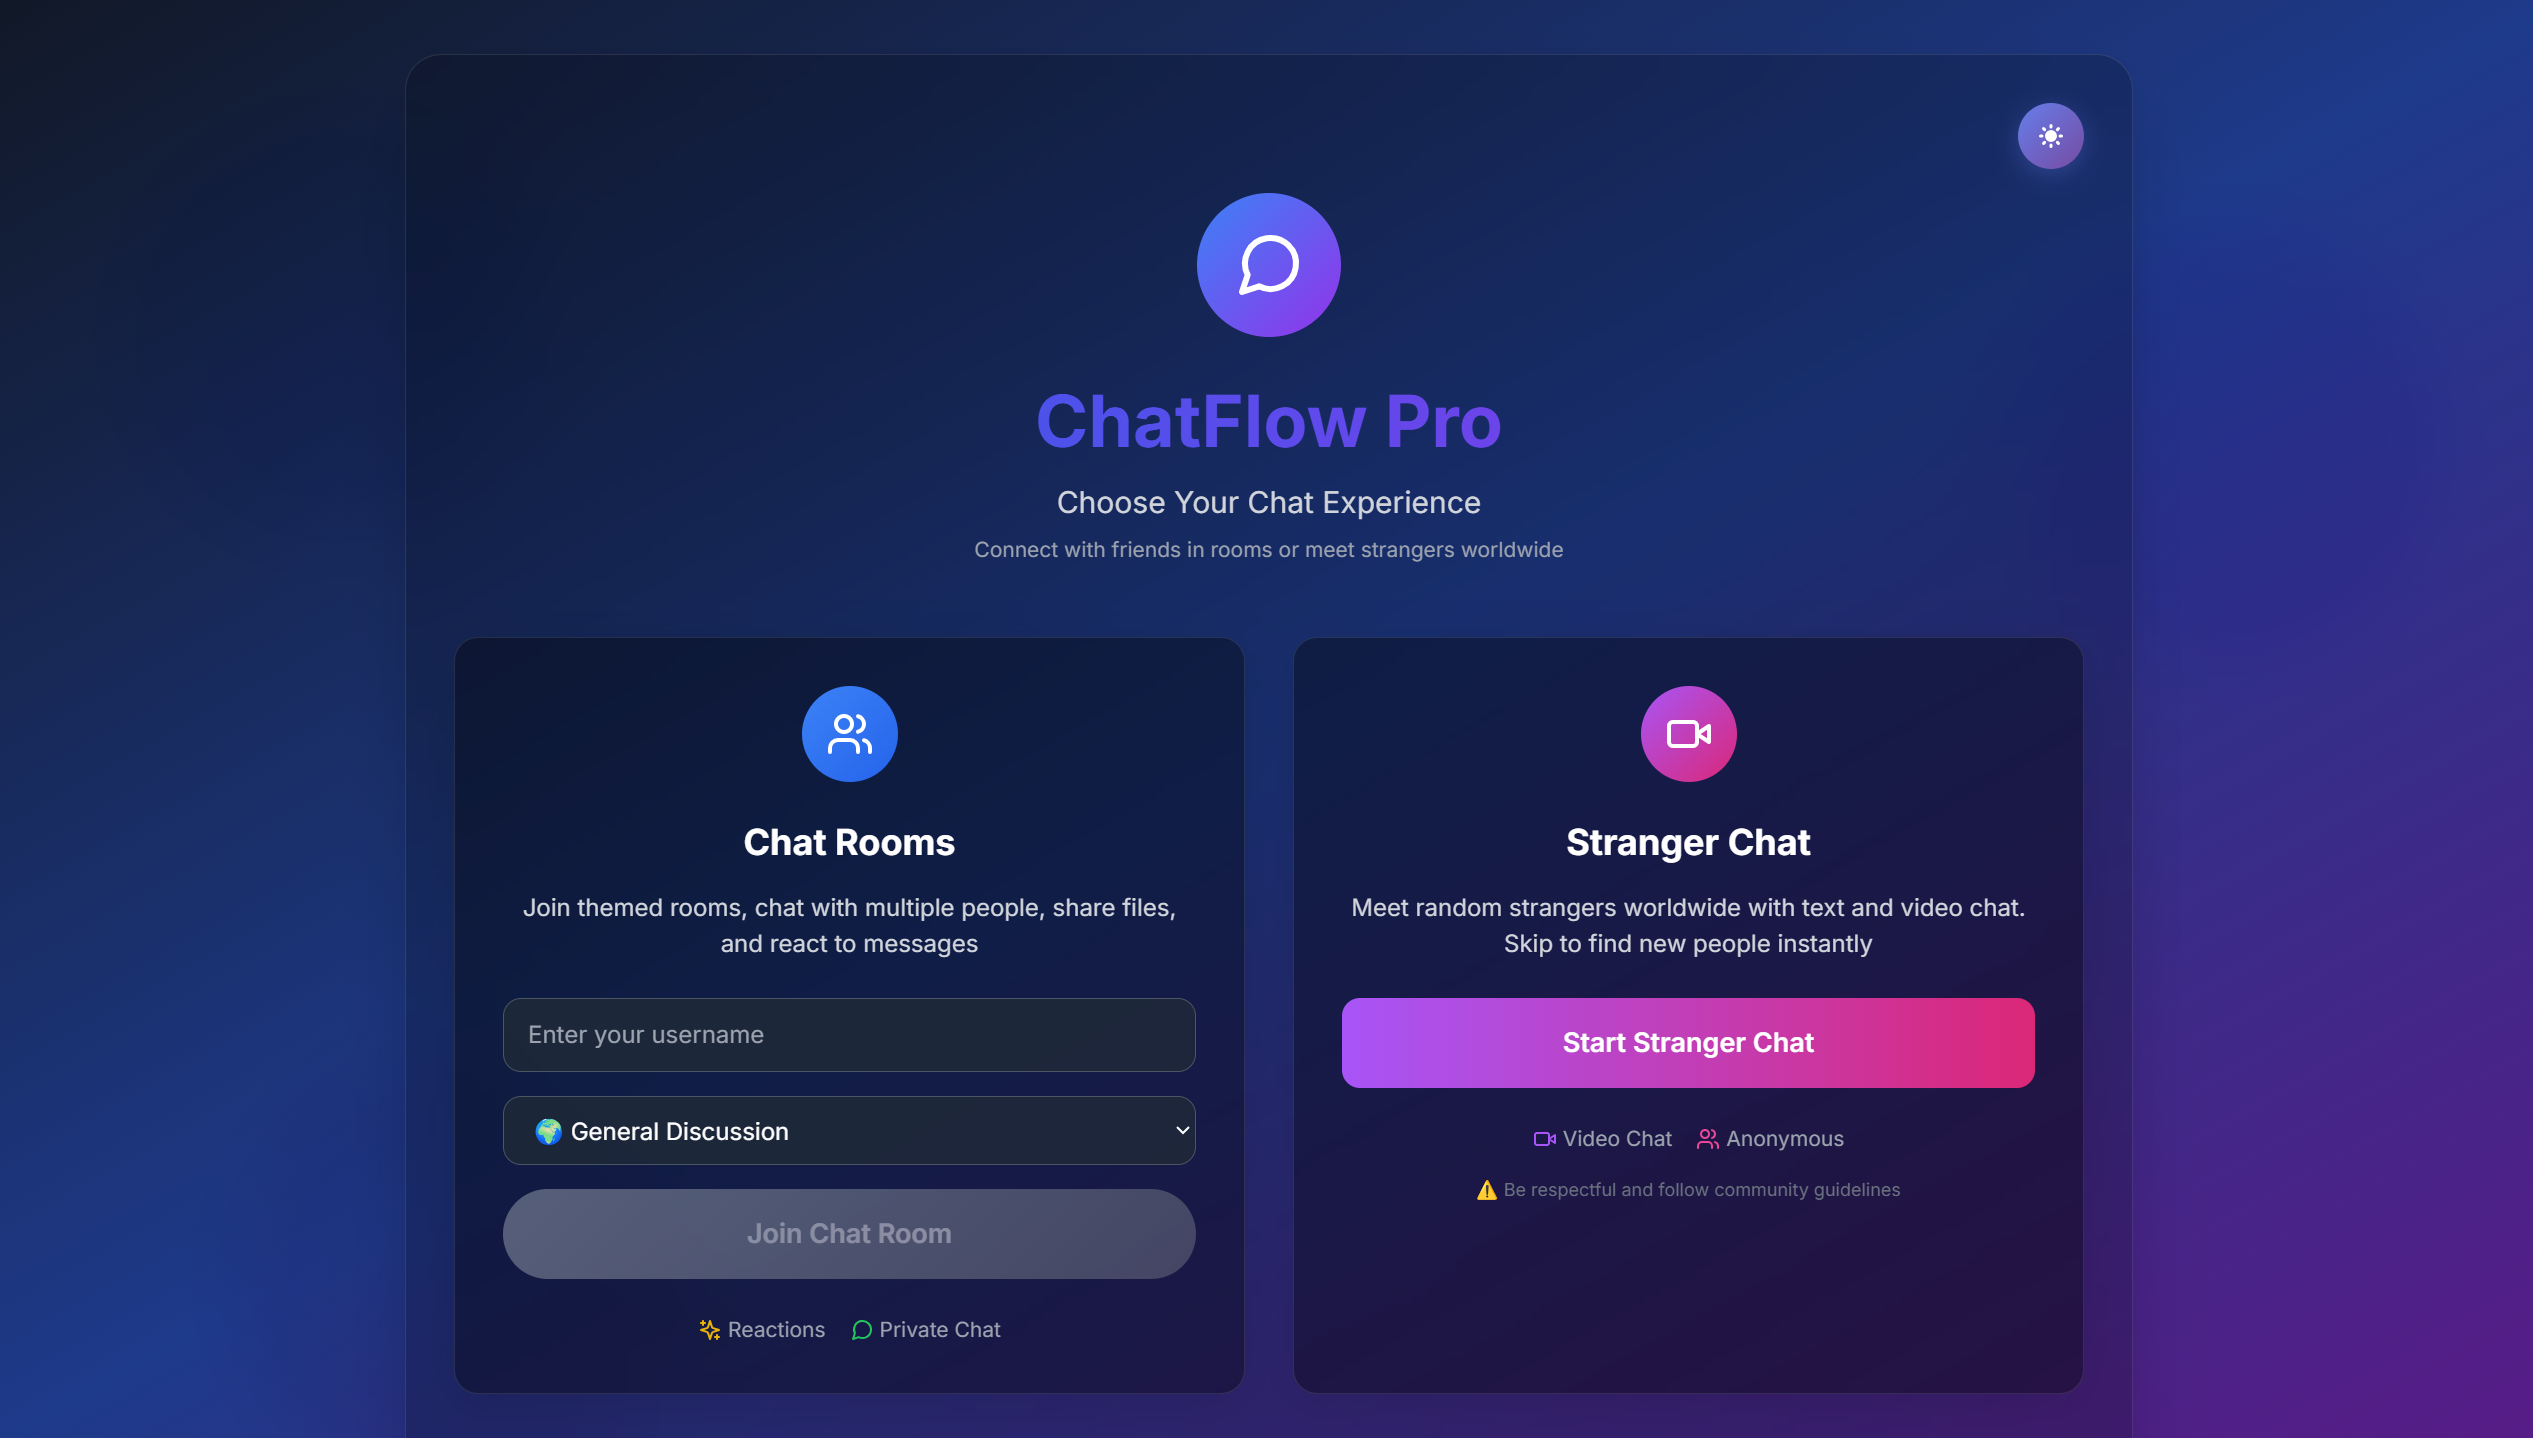 ChatFlow Pro
Choose Your Chat Experience
Connect with friends in rooms or meet strangers worldwide
Chat Rooms
Join themed rooms, chat with multiple people, share files,
and react to messages
Enter your username
🌍 General Discussion
Join Chat Room
Reactions
Private Chat
Stranger Chat
Meet random strangers worldwide with text and video chat.
Skip to find new people instantly
Start Stranger Chat
Video Chat
Anonymous
⚠️ Be respectful and follow community guidelines